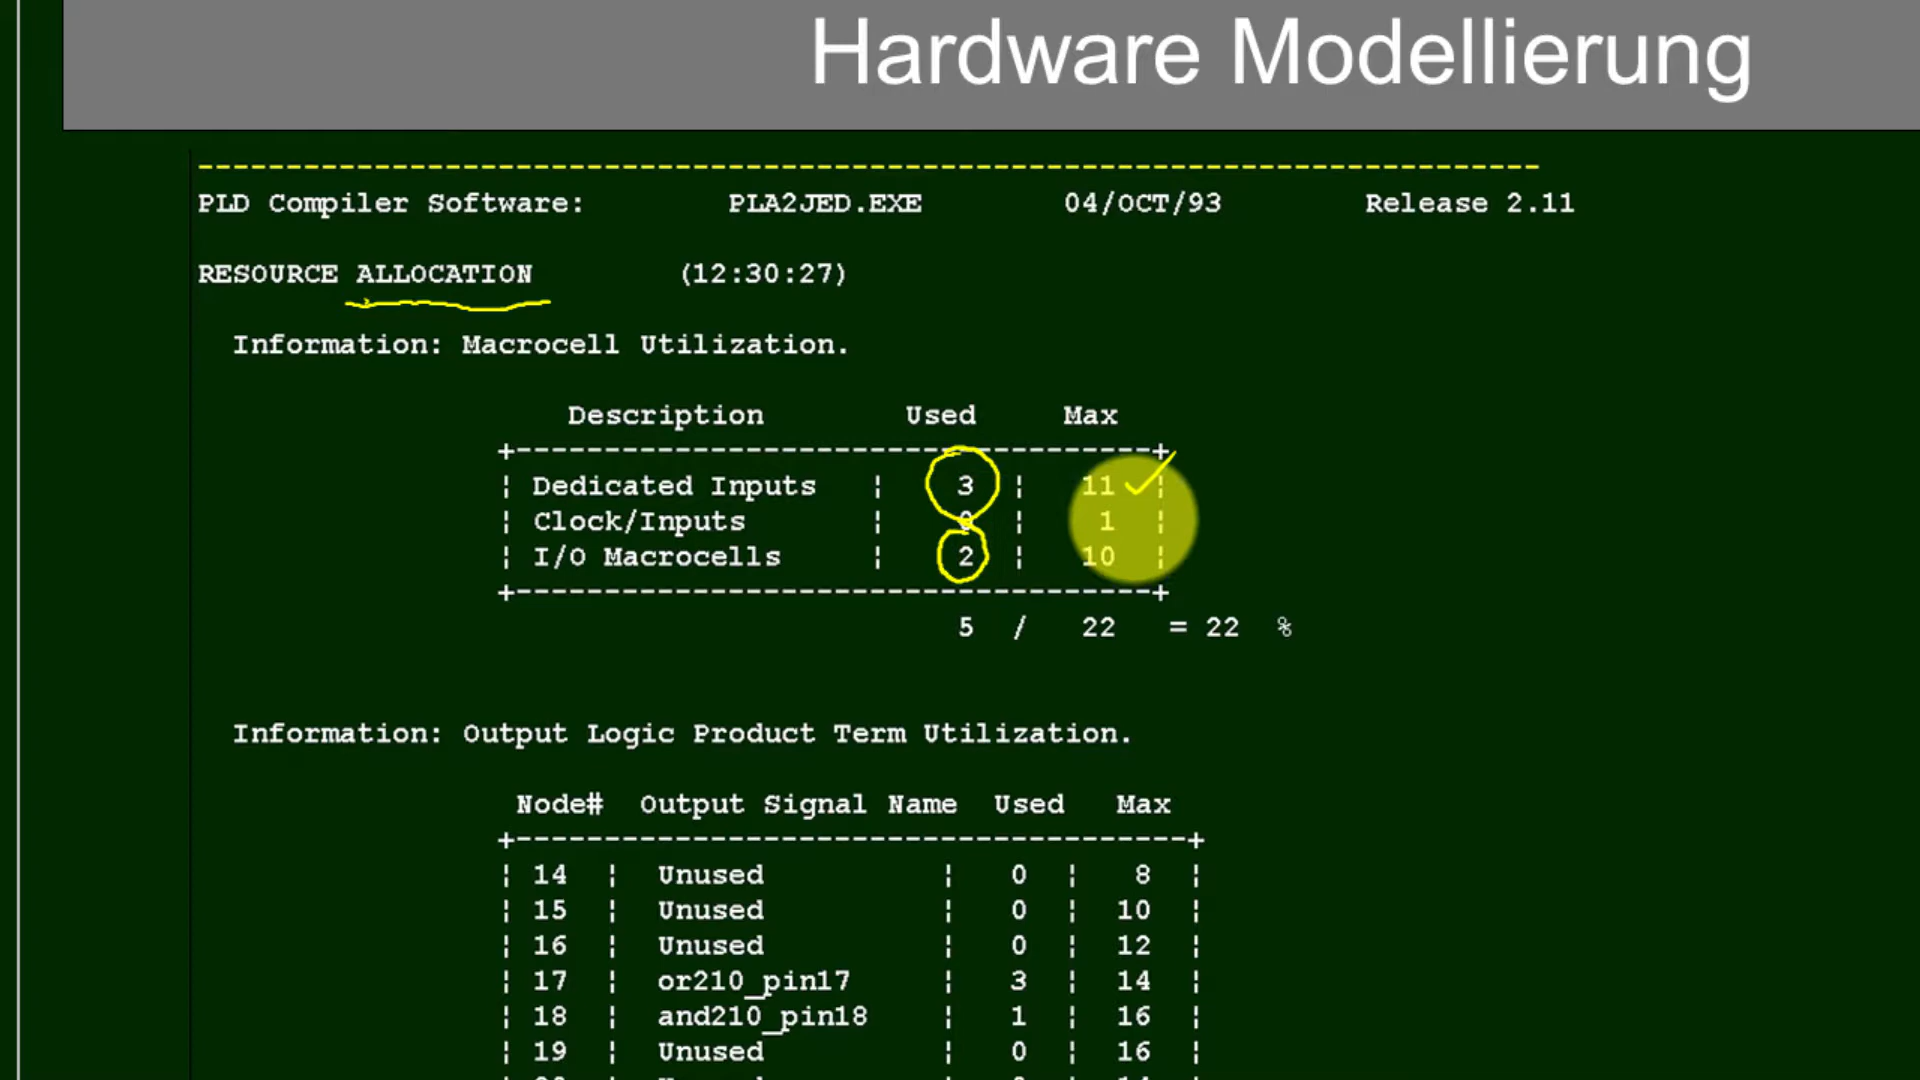 Hardware Modellierung
PLD Compiler Software: PLA2JED.EXE 04/OCT/93 Release 2.11
RESOURCE ALLOCATION (12:30:27)
Information: Macrocell Utilization.
Description Used Max
Dedicated Inputs | 3 | 11
Clock/Inputs | 0 | 1
I/O Macrocells | 2 | 10
5 / 22 = 22 %
Information: Output Logic Product Term Utilization.
Node# Output Signal Name Used Max
14 | Unused | 0 | 8
15 | Unused | 0 | 10
16 | Unused | 0 | 12
17 | or210_pin17 | 3 | 14
18 | and210_pin18 | 1 | 16
19 | Unused | 0 | 16